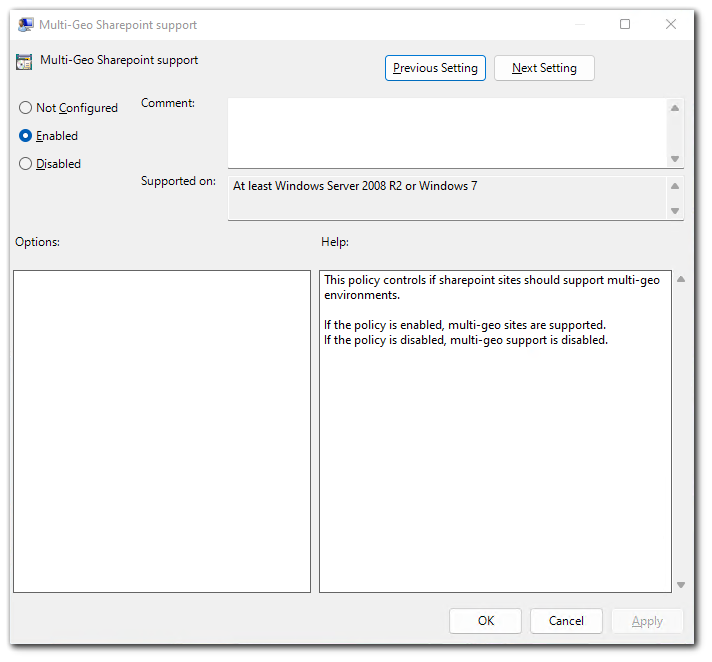 Multi-Geo Sharepoint support
Multi-Geo Sharepoint support
Previous Setting
Next Setting
Not Configured
Comment:
Enabled
Disabled
Supported on:
At least Windows Server 2008 R2 or Windows 7
Options:
Help:
This policy controls if sharepoint sites should support multi-geo
environments.
If the policy is enabled, multi-geo sites are supported.
If the policy is disabled, multi-geo support is disabled.
OK
Cancel
Apply